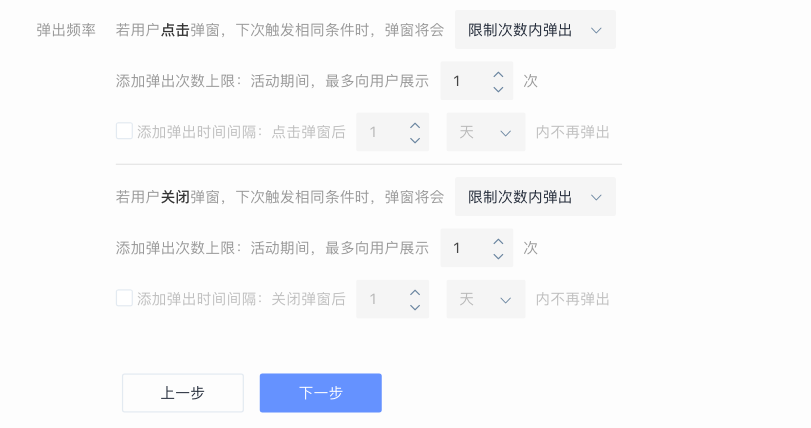 弹出频率 若用户点击弹窗，下次触发相同条件时，弹窗将会 限制次数内弹出
添加弹出次数上限：活动期间，最多向用户展示 1 次
添加弹出时间间隔：点击弹窗后 1 天 内不再弹出
若用户关闭弹窗，下次触发相同条件时，弹窗将会 限制次数内弹出
添加弹出次数上限：活动期间，最多向用户展示 1 次
添加弹出时间间隔：关闭弹窗后 1 天 内不再弹出
上一步 下一步